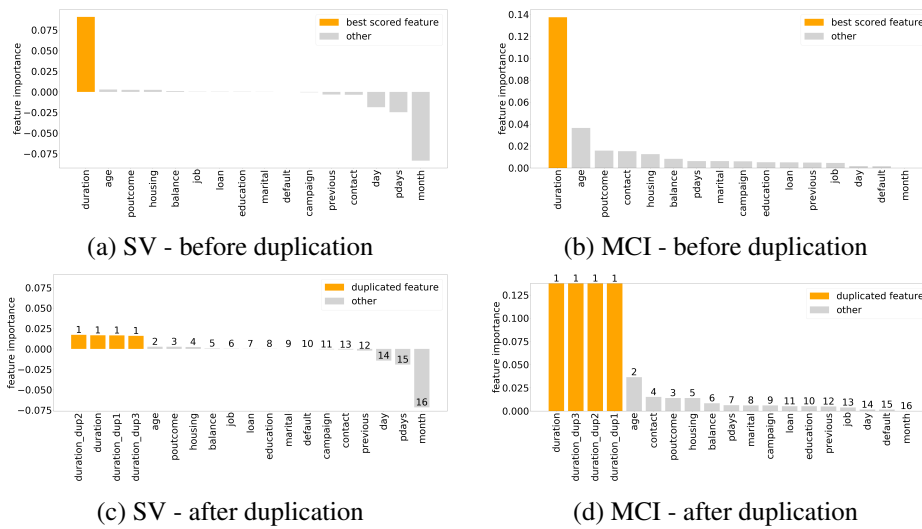 feature importance
0.075
0.050
0.025
0.000
−0.025
−0.050
−0.075
best scored feature
other
duration
age
poutcome
housing
balance
job
loan
education
marital
default
campaign
previous
contact
day
pdays
month
(a) SV - before duplication
feature importance
0.14
0.12
0.10
0.08
0.06
0.04
0.02
0.00
best scored feature
other
duration
age
poutcome
contact
housing
balance
pdays
marital
campaign
education
loan
previous
job
day
default
month
(b) MCI - before duplication
feature importance
0.075
0.050
0.025
0.000
−0.025
−0.050
−0.075
duplicated feature
other
1 1 1 1 2 3 4 5 6 7 8 9 10 11 13 12 14 15 16
duration_dup2
duration
duration_dup1
duration_dup3
age
poutcome
housing
balance
job
loan
education
marital
default
campaign
contact
previous
day
pdays
month
(c) SV - after duplication
feature importance
0.125
0.100
0.075
0.050
0.025
0.000
duplicated feature
other
1 1 1 1 2 4 3 5 6 7 8 9 11 10 12 13 14 15 16
duration
duration_dup3
duration_dup2
duration_dup1
age
contact
poutcome
housing
balance
pdays
marital
campaign
loan
education
previous
job
day
default
month
(d) MCI - after duplication